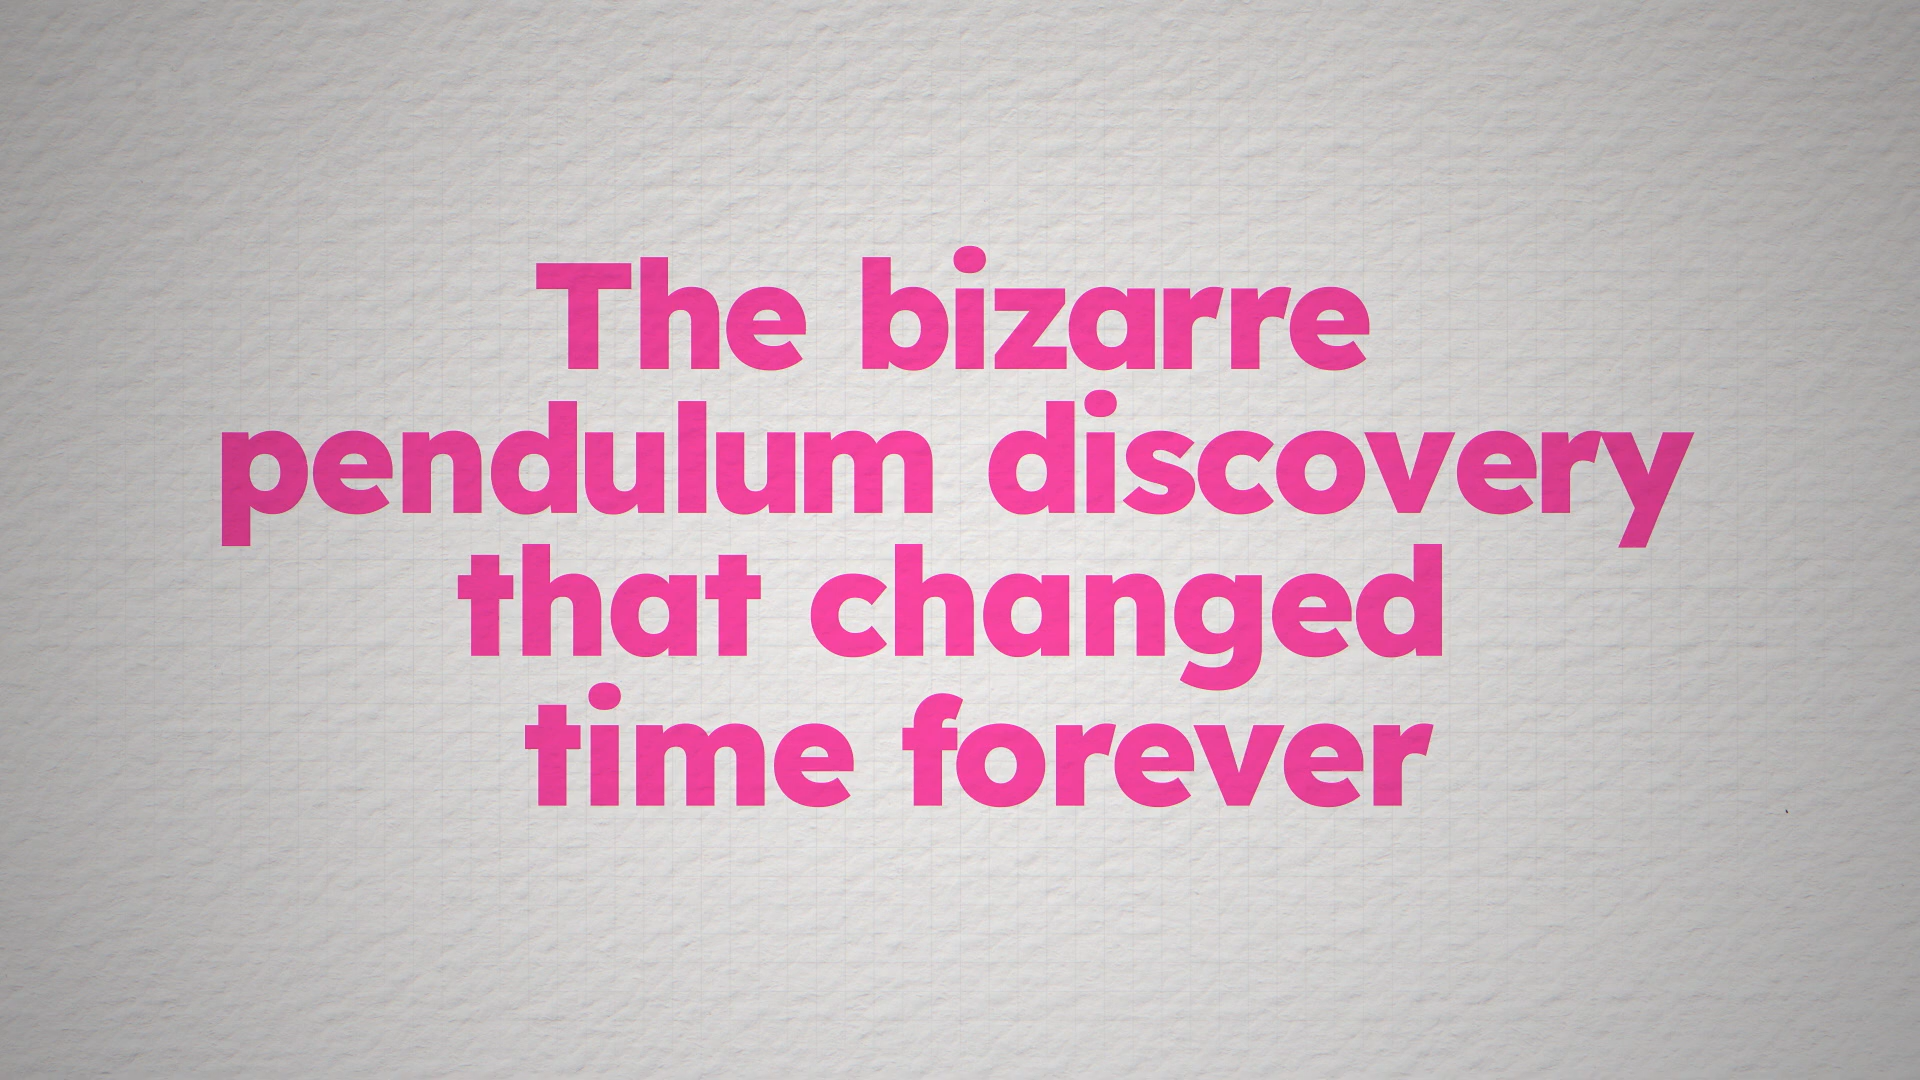 The bizarre
pendulum discovery
that changed
time forever